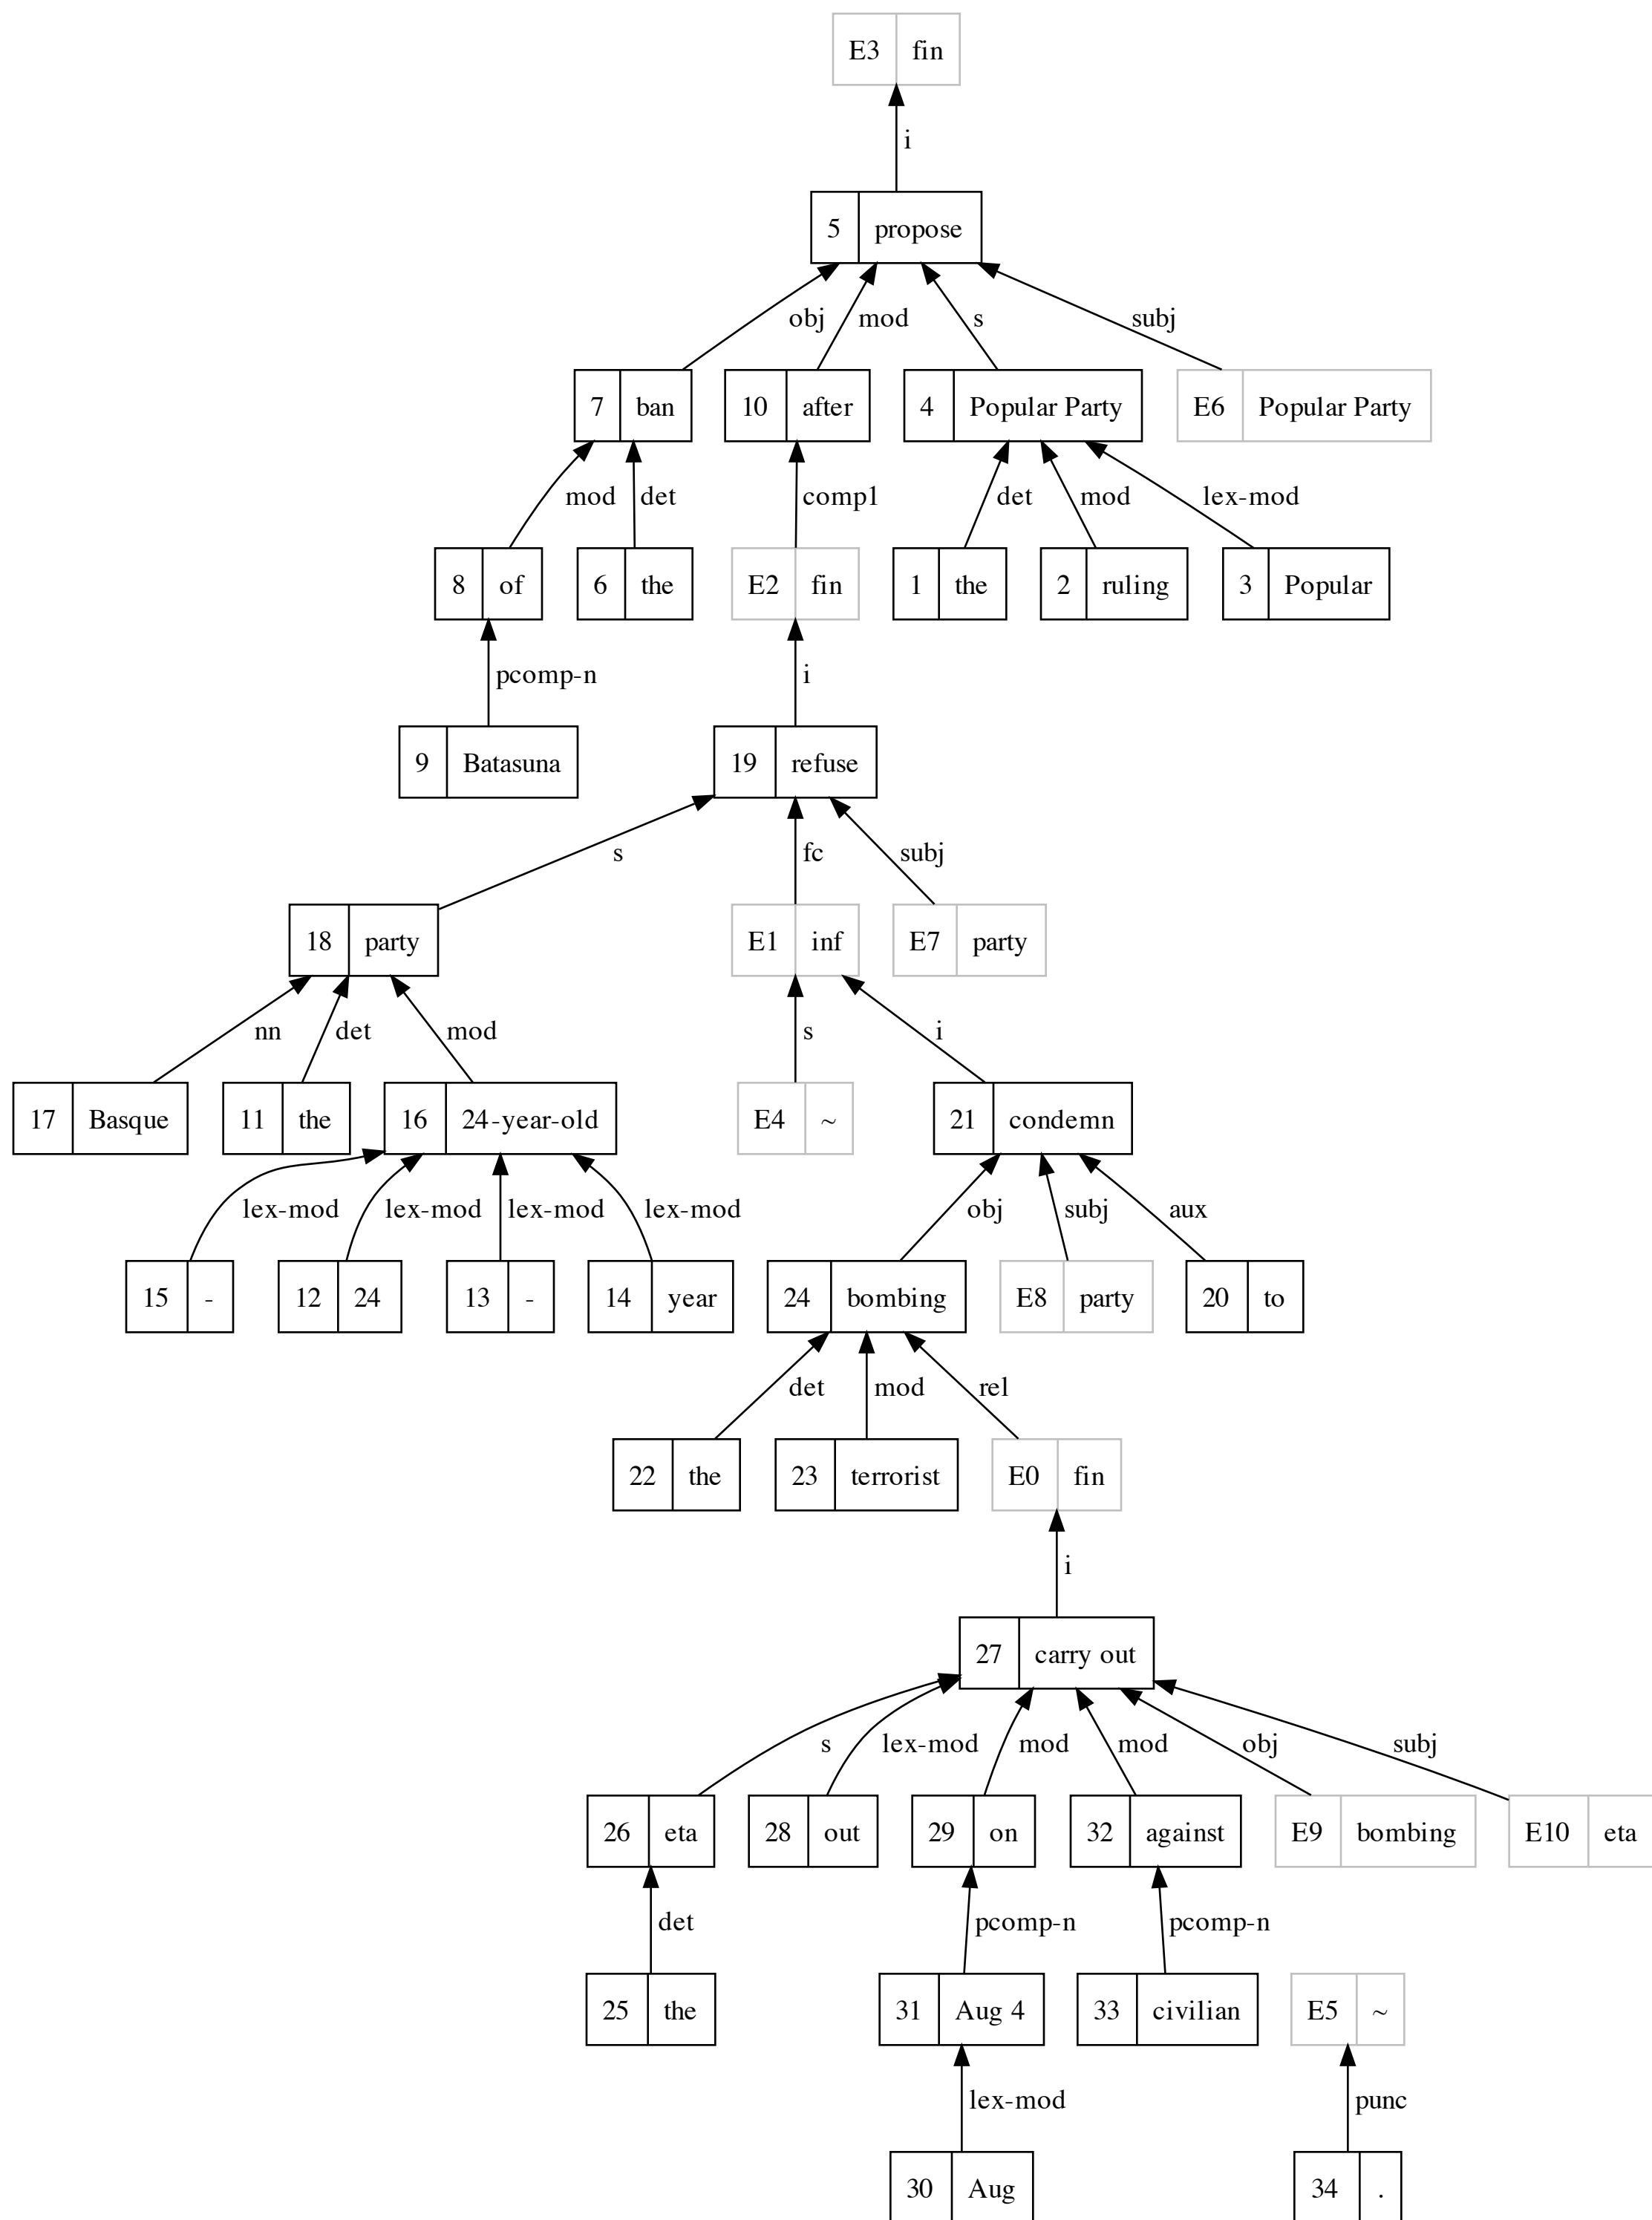 E3 fin
i
5 propose
obj mod s subj
7 ban 10 after 4 Popular Party E6 Popular Party
mod det comp1 det mod lex-mod
8 of 6 the E2 fin 1 the 2 ruling 3 Popular
pcomp-n i
9 Batasuna 19 refuse
s fc subj
18 party E1 inf E7 party
nn det mod s i
17 Basque 11 the 16 24-year-old E4 ~ 21 condemn
lex-mod lex-mod lex-mod lex-mod obj subj aux
15 - 12 24 13 - 14 year 24 bombing E8 party 20 to
det mod rel
22 the 23 terrorist E0 fin
i
27 carry out
s lex-mod mod mod obj subj
26 eta 28 out 29 on 32 against E9 bombing E10 eta
det pcomp-n pcomp-n
25 the 31 Aug 4 33 civilian E5 ~
lex-mod punc
30 Aug 34 .